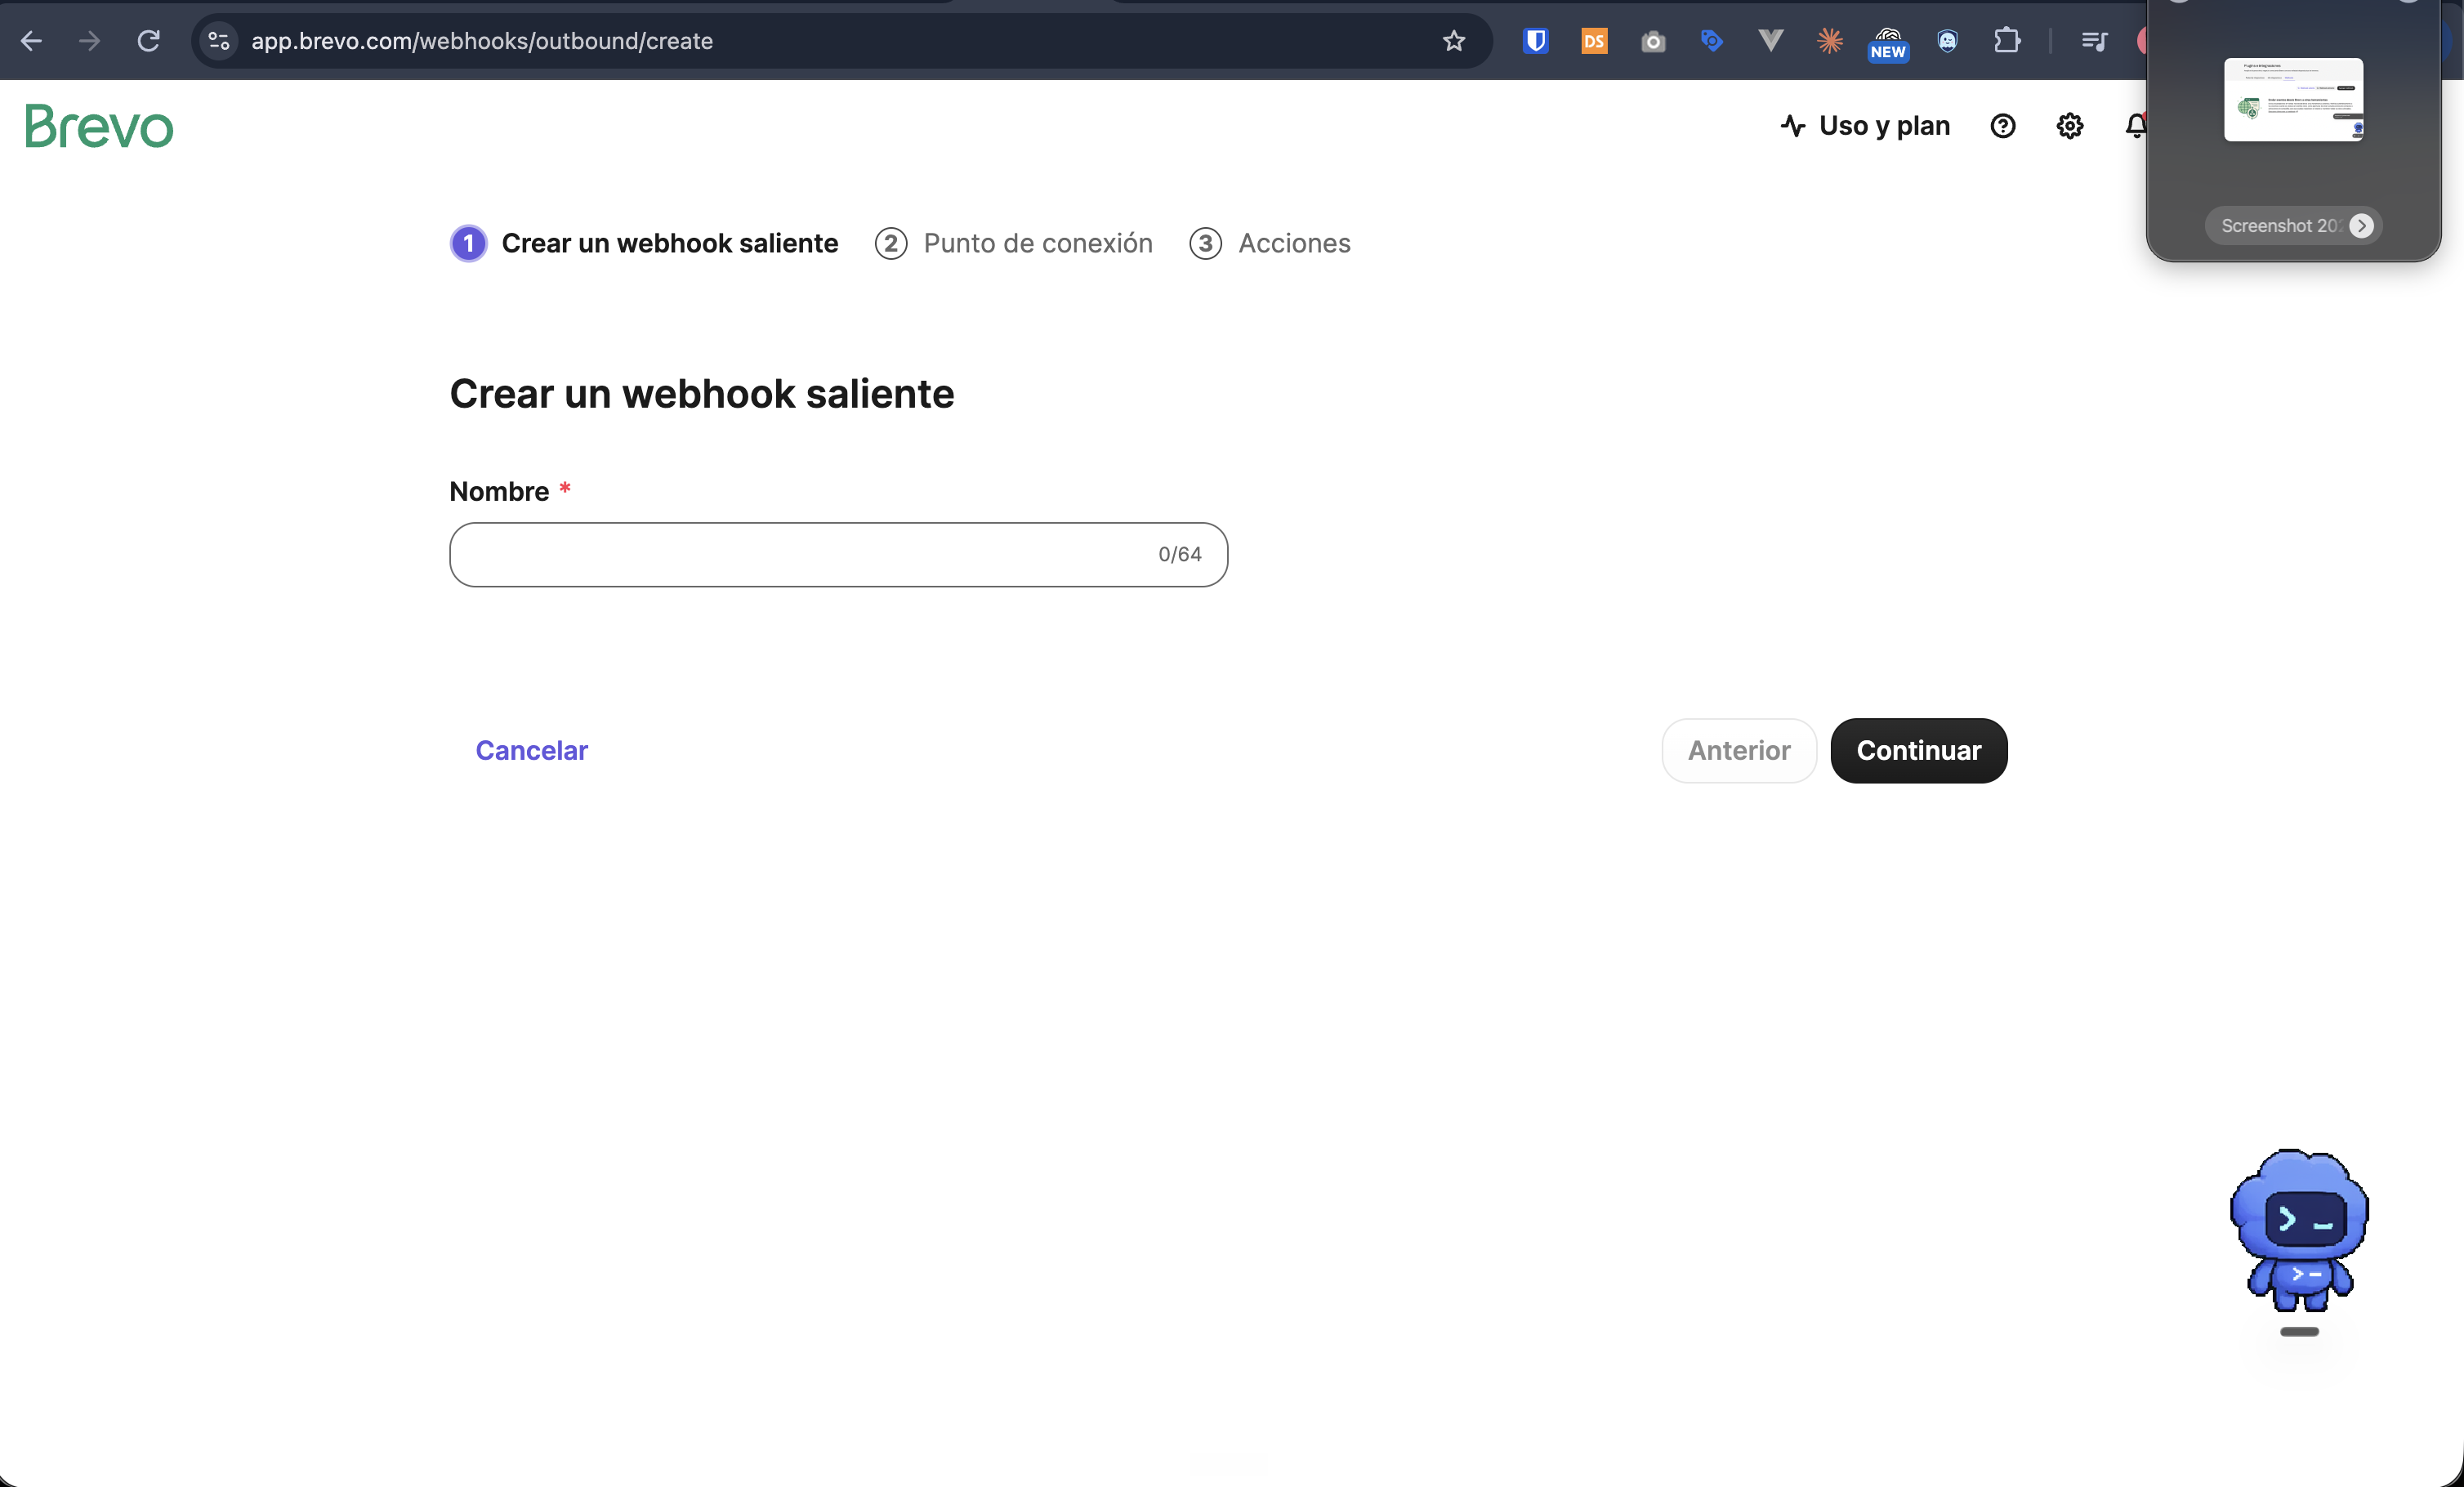 app.brevo.com/webhooks/outbound/create
DS
NEW
Brevo
Uso y plan
Screenshot 20
1 Crear un webhook saliente 2 Punto de conexión 3 Acciones
Crear un webhook saliente
Nombre *
0/64
Cancelar
Anterior
Continuar